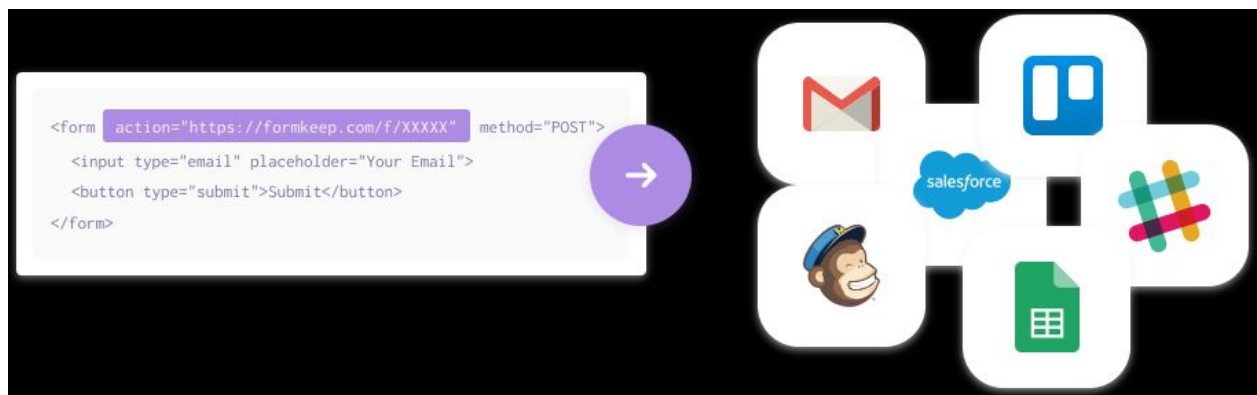 <form action="https://formkeep.com/f/XXXXX" method="POST">
<input type="email" placeholder="Your Email">
<button type="submit">Submit</button>
</form>
salesforce